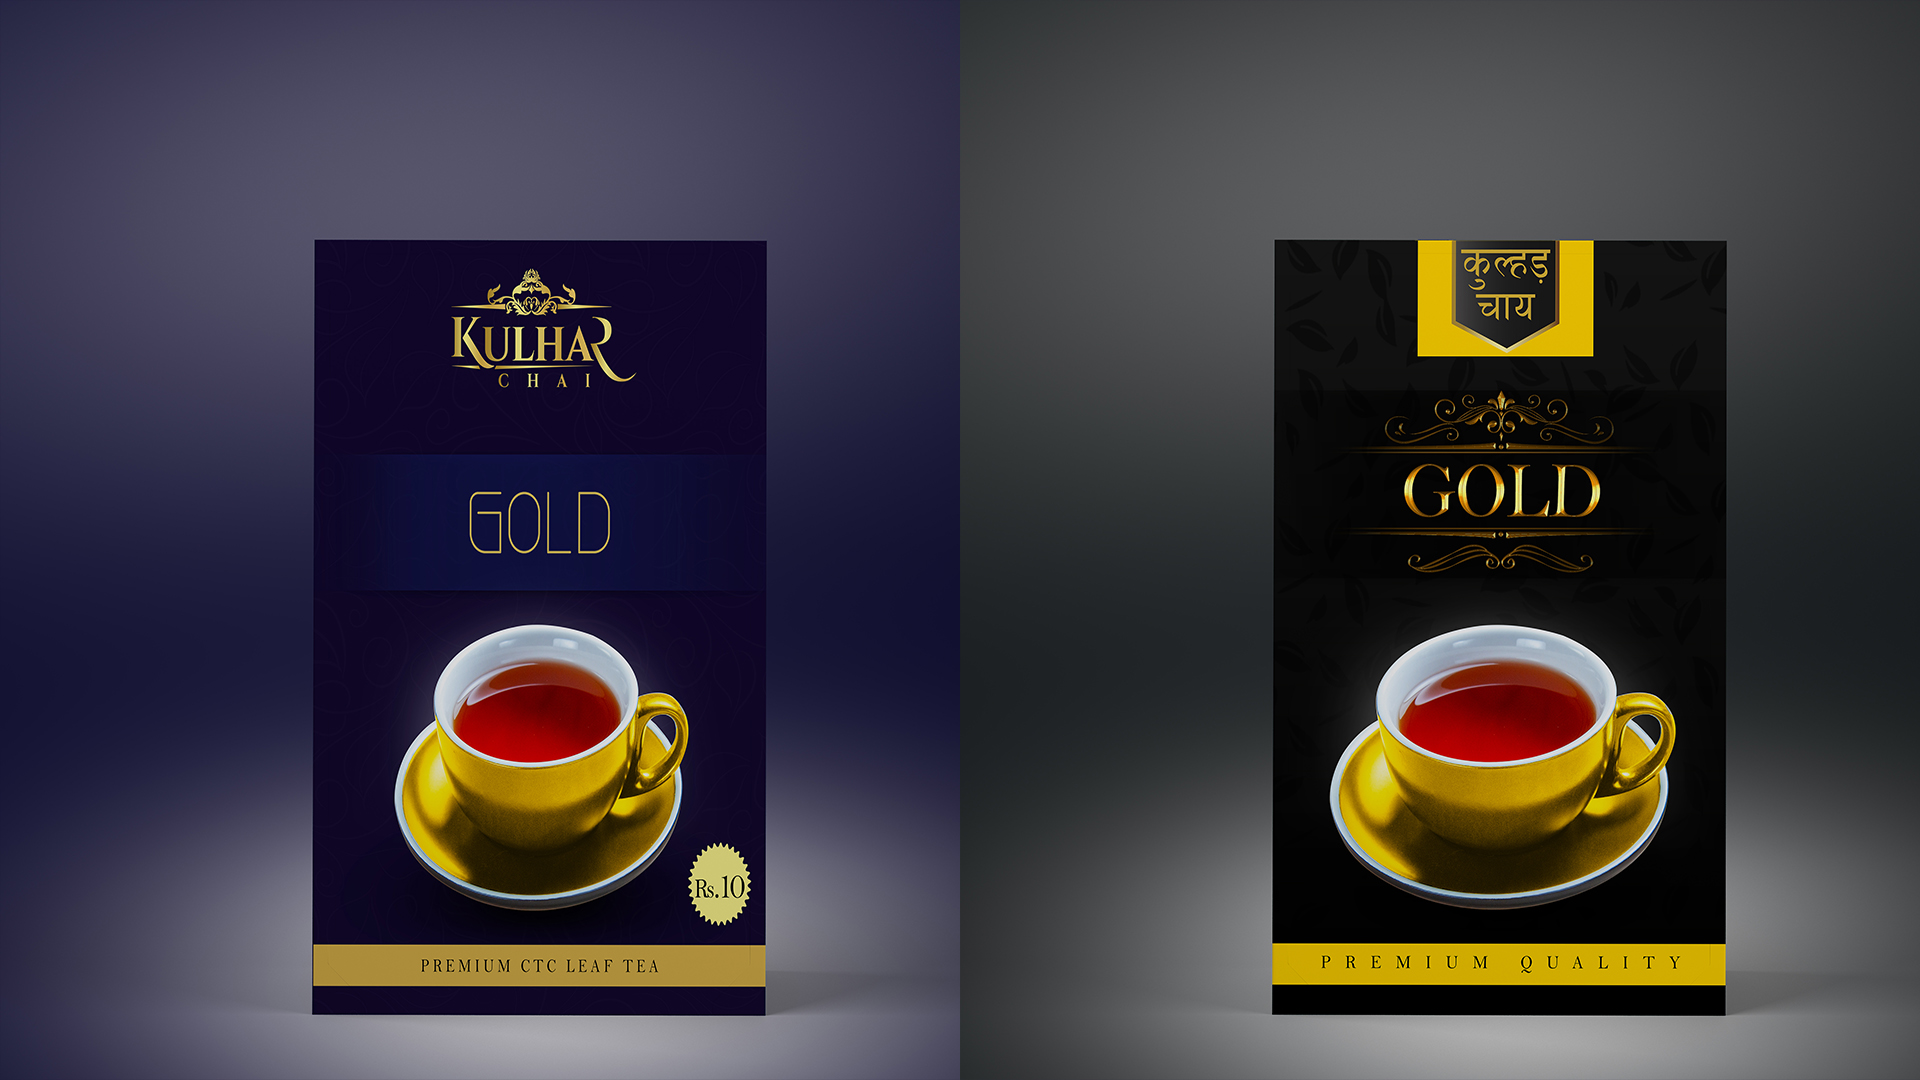 KULHAR
CHAI
GOLD
Rs.10
PREMIUM CTC LEAF TEA
कुल्हड़
चाय
GOLD
PREMIUM QUALITY